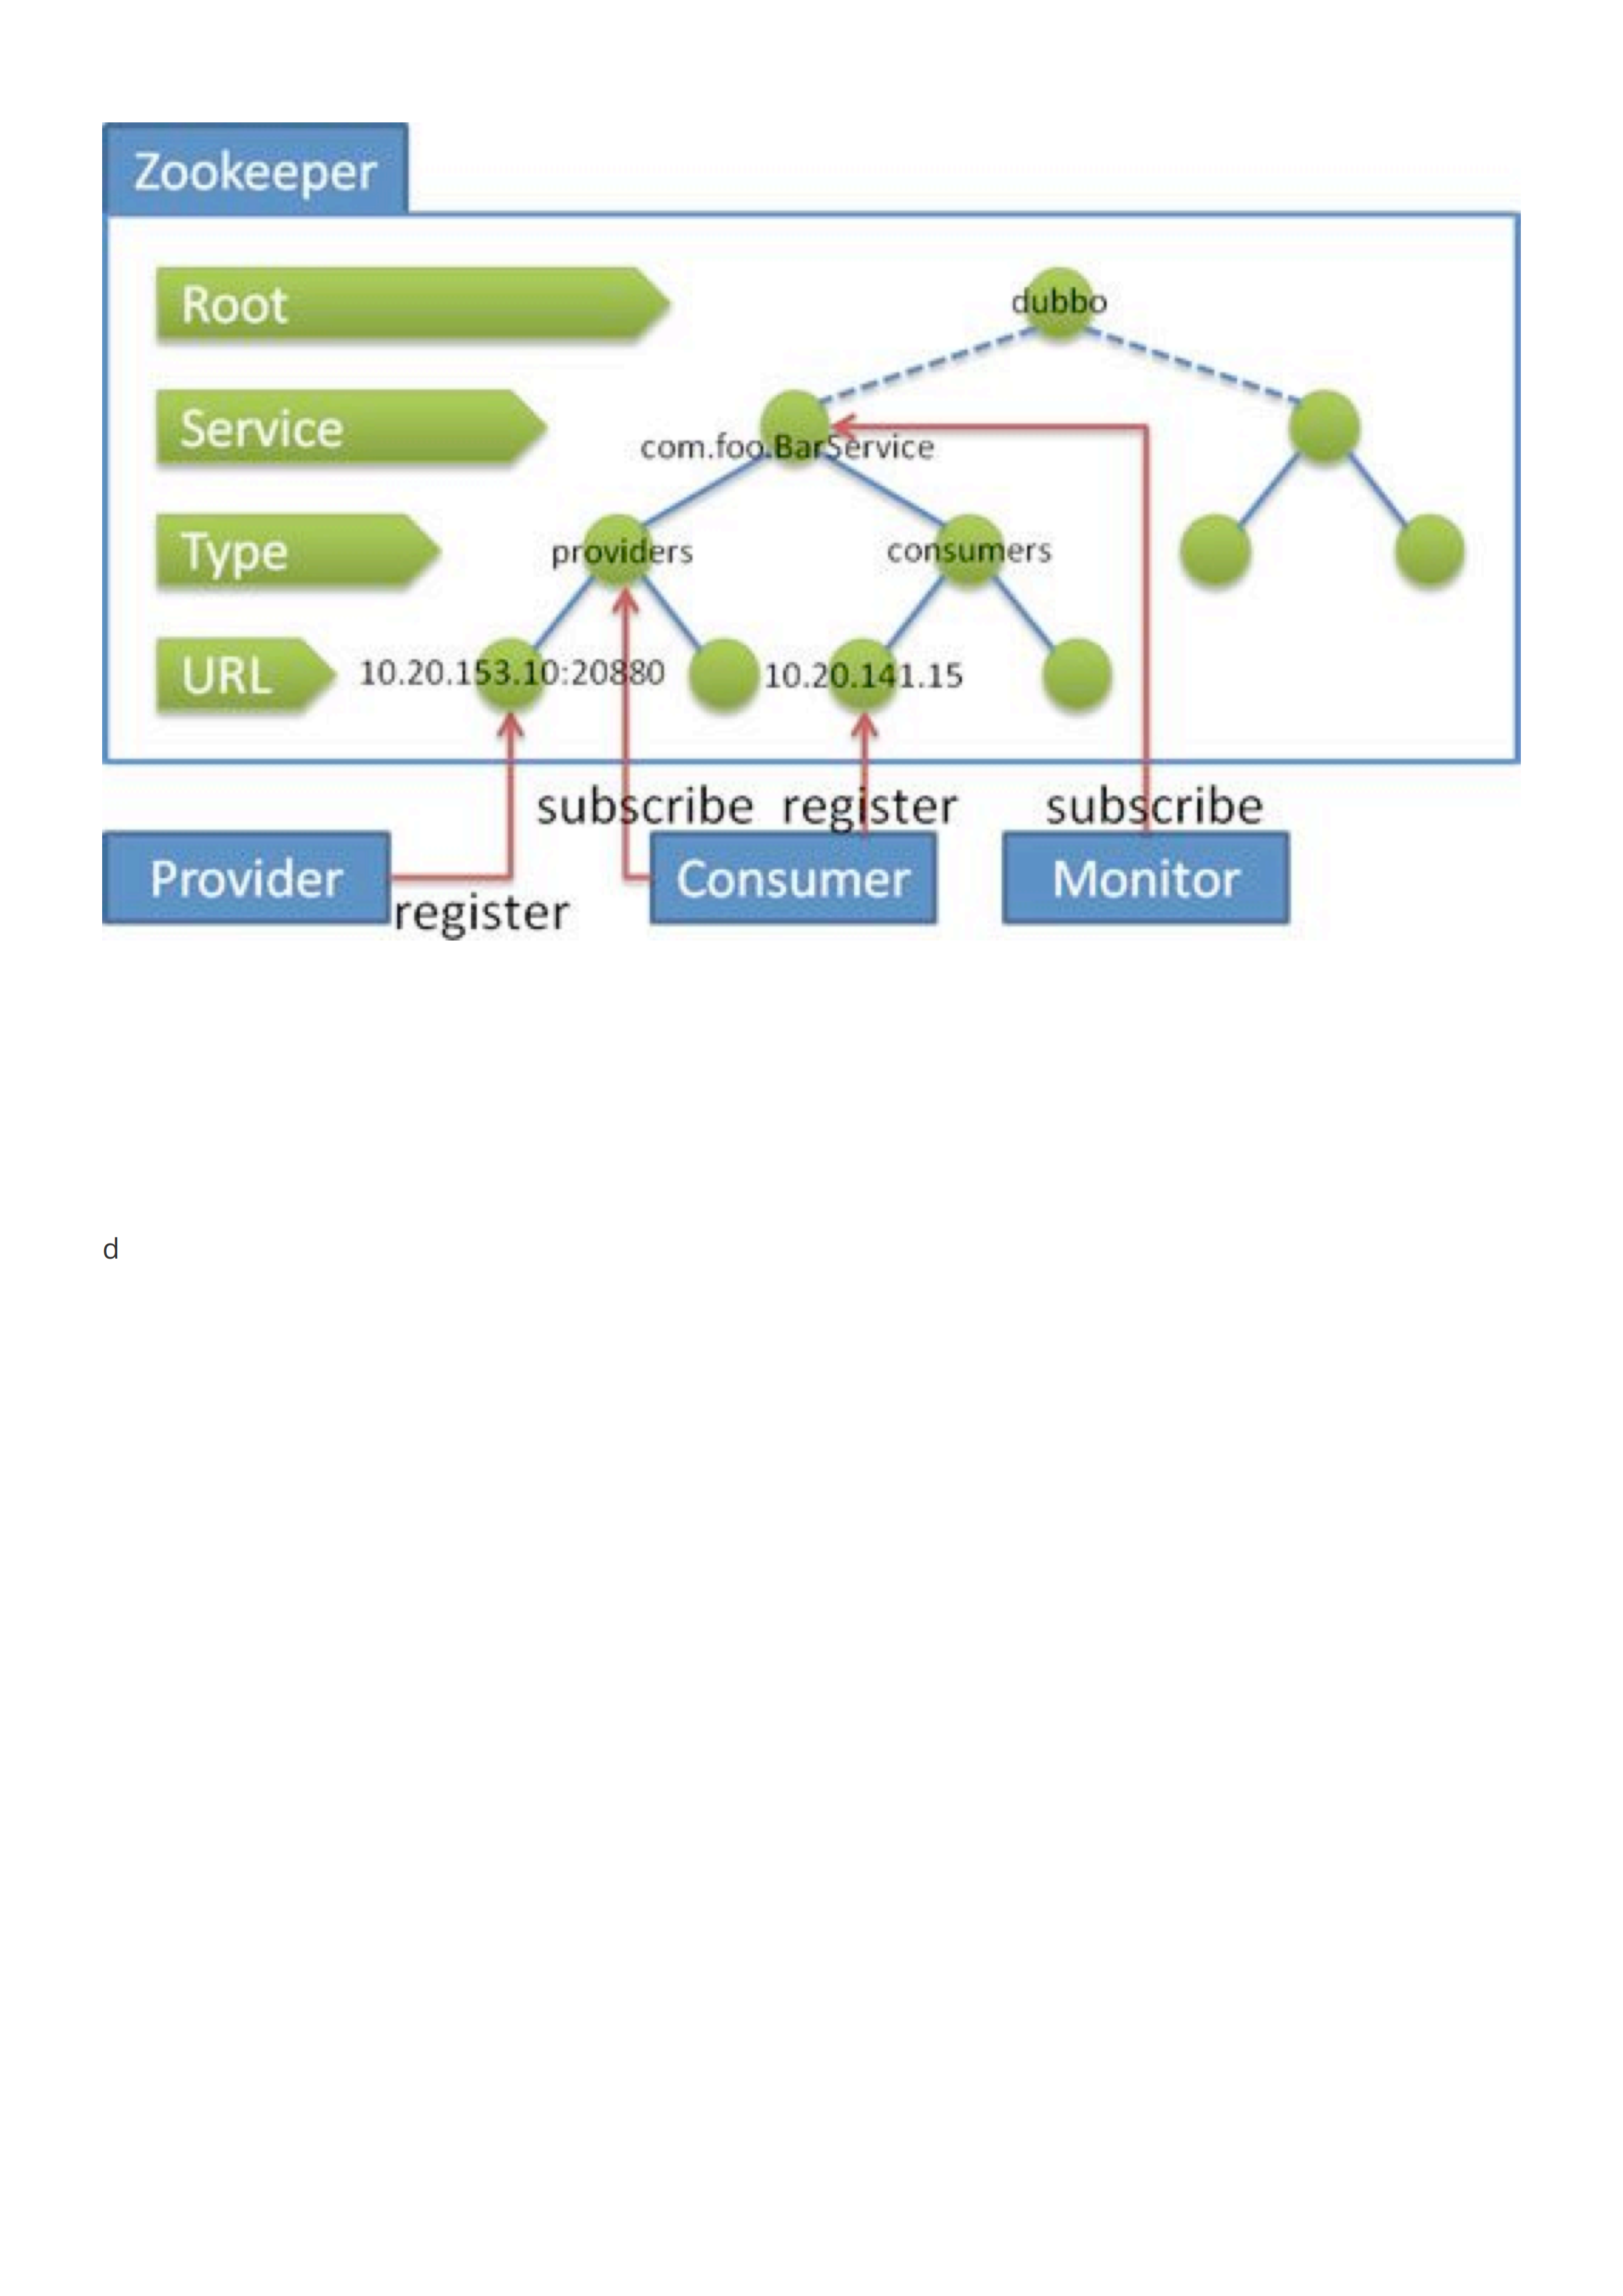 Zookeeper
Root
dubbo
Service
com.foo.BarService
Type
providers
consumers
URL
10.20.153.10:20880
10.20.141.15
subscribe
register
subscribe
Provider
Consumer
Monitor
register
d